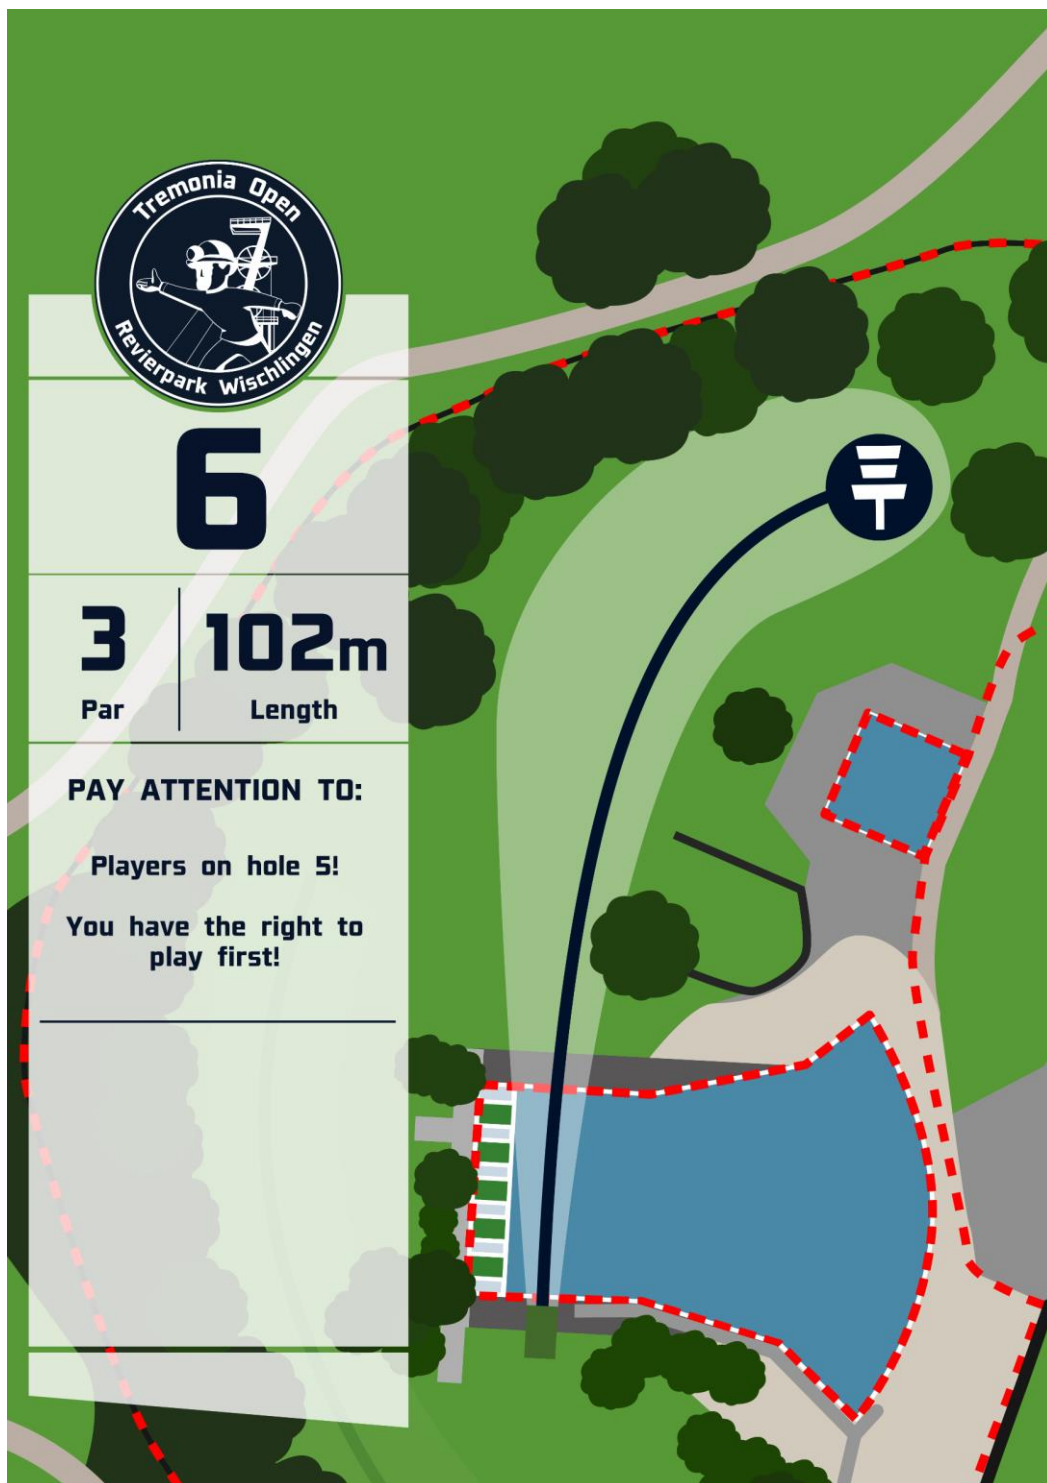 Tremonia Open
Revierpark Wischlingen
6
3
Par
102m
Length
PAY ATTENTION TO:
Players on hole 5!
You have the right to
play first!